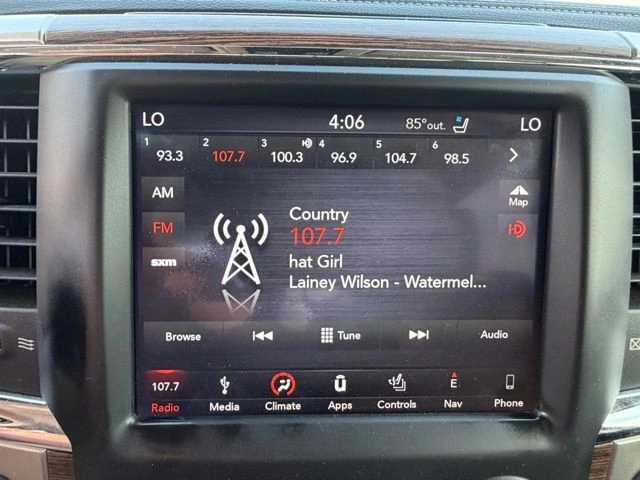 LO 4:06 85°out. LO
1 93.3 2 107.7 3 100.3 HD 4 96.9 5 104.7 6 98.5
AM
Map
Country
FM
107.7
HD
sxm
hat Girl
Lainey Wilson - Watermel...
Browse Tune Audio
107.7 E
Radio Media Climate Apps Controls Nav Phone